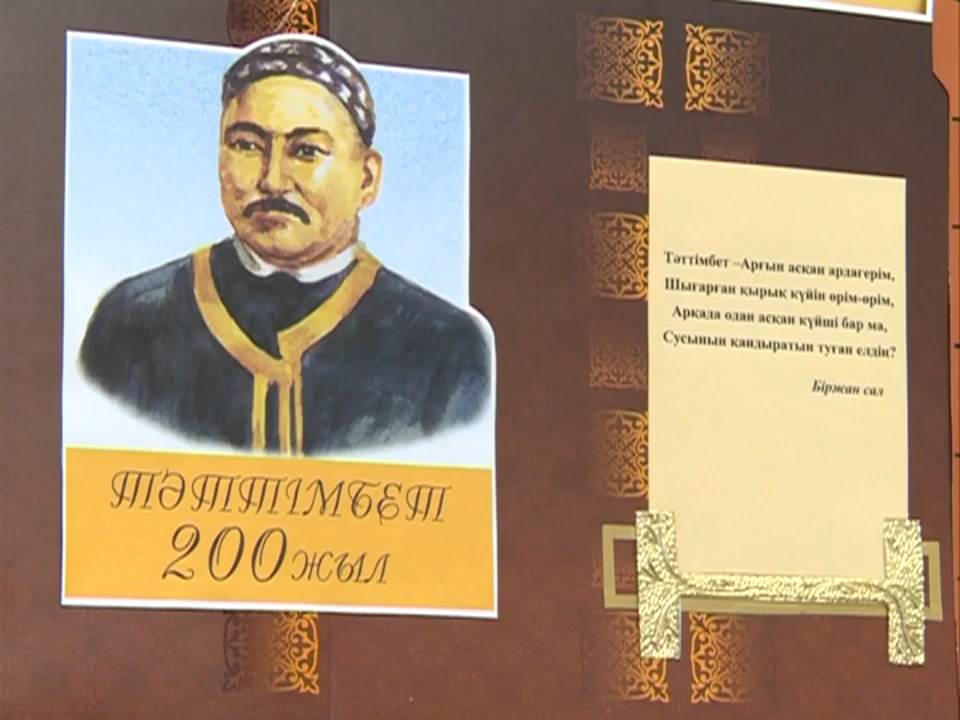 ТӘТТІМБЕТ
200 ЖЫЛ
Тәттімбет –Арғын асқан ардагерім,
Шығарған қырық күйін өрім-өрім,
Арқада одан асқан күйші бар ма,
Сусынын қандыратын туған елдің?
Біржан сал